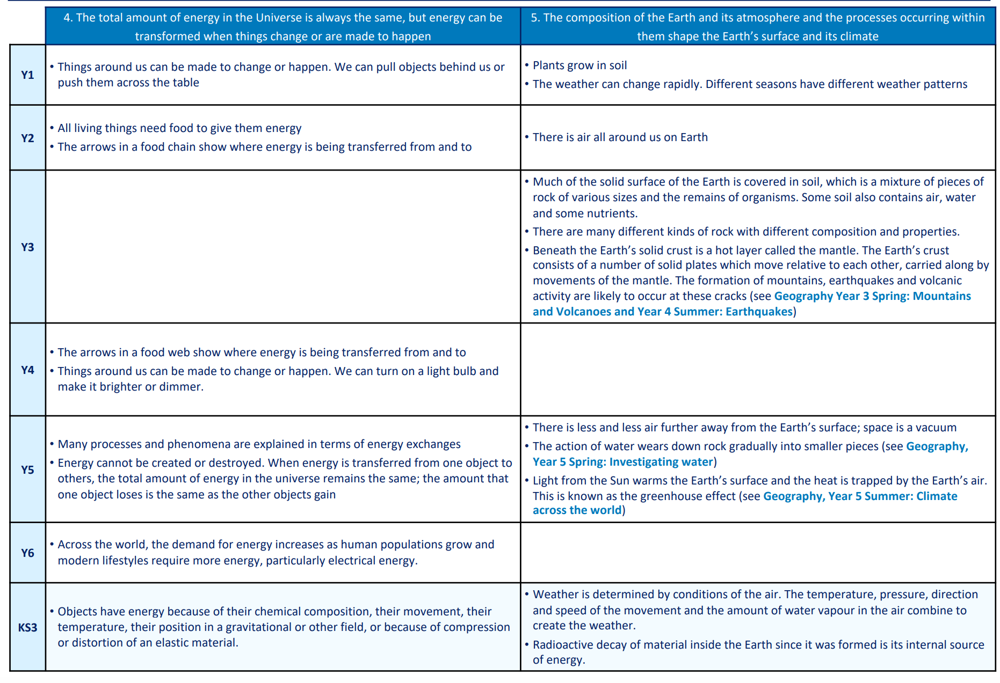 4. The total amount of energy in the Universe is always the same, but energy can be
transformed when things change or are made to happen
5. The composition of the Earth and its atmosphere and the processes occurring within
them shape the Earth’s surface and its climate
Y1
• Things around us can be made to change or happen. We can pull objects behind us or
push them across the table
• Plants grow in soil
• The weather can change rapidly. Different seasons have different weather patterns
Y2
• All living things need food to give them energy
• The arrows in a food chain show where energy is being transferred from and to
• There is air all around us on Earth
Y3
• Much of the solid surface of the Earth is covered in soil, which is a mixture of pieces of
rock of various sizes and the remains of organisms. Some soil also contains air, water
and some nutrients.
• There are many different kinds of rock with different composition and properties.
• Beneath the Earth’s solid crust is a hot layer called the mantle. The Earth’s crust
consists of a number of solid plates which move relative to each other, carried along by
movements of the mantle. The formation of mountains, earthquakes and volcanic
activity are likely to occur at these cracks (see Geography Year 3 Spring: Mountains
and Volcanoes and Year 4 Summer: Earthquakes)
Y4
• The arrows in a food web show where energy is being transferred from and to
• Things around us can be made to change or happen. We can turn on a light bulb and
make it brighter or dimmer.
Y5
• Many processes and phenomena are explained in terms of energy exchanges
• Energy cannot be created or destroyed. When energy is transferred from one object to
others, the total amount of energy in the universe remains the same; the amount that
one object loses is the same as the other objects gain
• There is less and less air further away from the Earth’s surface; space is a vacuum
• The action of water wears down rock gradually into smaller pieces (see Geography,
Year 5 Spring: Investigating water)
• Light from the Sun warms the Earth’s surface and the heat is trapped by the Earth’s air.
This is known as the greenhouse effect (see Geography, Year 5 Summer: Climate
across the world)
Y6
• Across the world, the demand for energy increases as human populations grow and
modern lifestyles require more energy, particularly electrical energy.
KS3
• Objects have energy because of their chemical composition, their movement, their
temperature, their position in a gravitational or other field, or because of compression
or distortion of an elastic material.
• Weather is determined by conditions of the air. The temperature, pressure, direction
and speed of the movement and the amount of water vapour in the air combine to
create the weather.
• Radioactive decay of material inside the Earth since it was formed is its internal source
of energy.